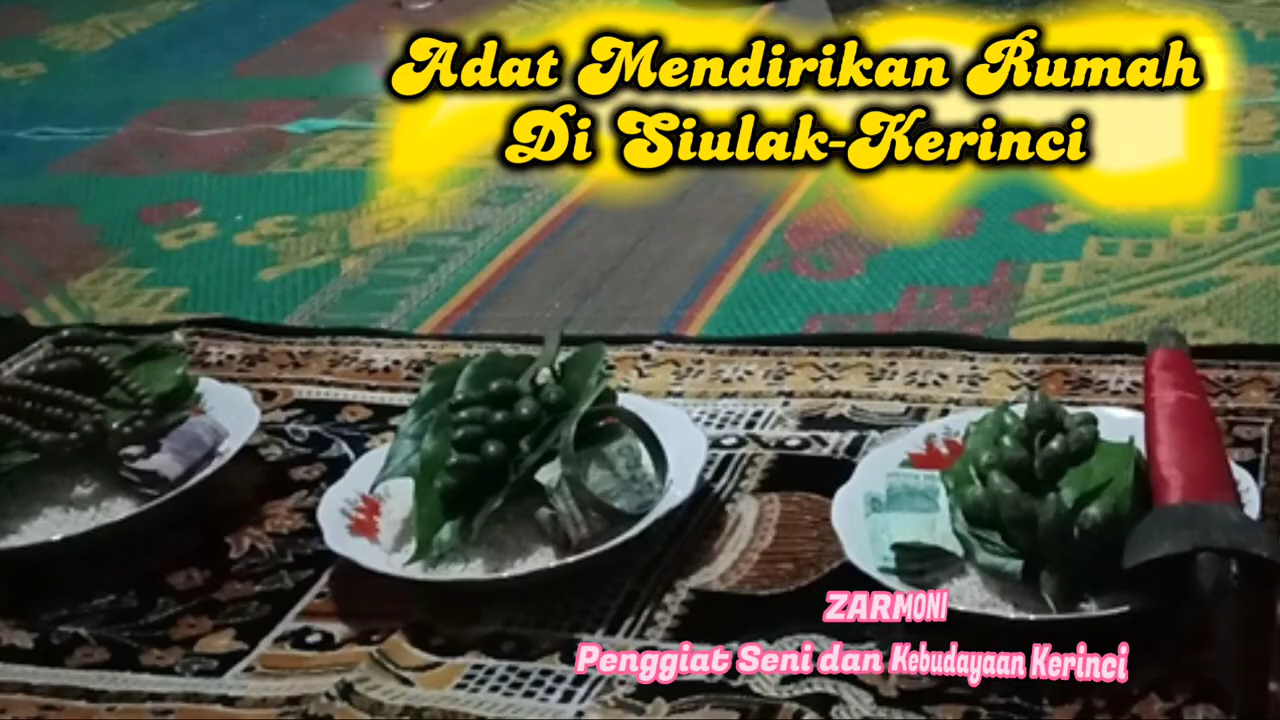 Adat Mendirikan Rumah
Di Siulak-Kerinci
ZARMONI
Penggiat Seni dan Kebudayaan Kerinci